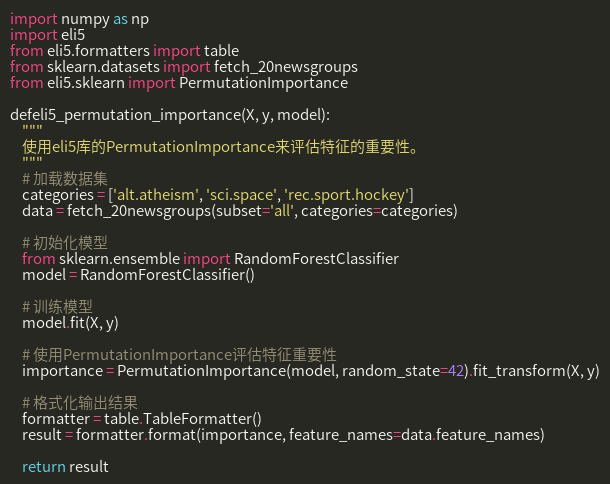 import numpy as np
import eli5
from eli5.formatters import table
from sklearn.datasets import fetch_20newsgroups
from eli5.sklearn import PermutationImportance

defeli5_permutation_importance(X, y, model):
    """
    使用eli5库的PermutationImportance来评估特征的重要性。
    """
    # 加载数据集
    categories = ['alt.atheism', 'sci.space', 'rec.sport.hockey']
    data = fetch_20newsgroups(subset='all', categories=categories)

    # 初始化模型
    from sklearn.ensemble import RandomForestClassifier
    model = RandomForestClassifier()

    # 训练模型
    model.fit(X, y)

    # 使用PermutationImportance评估特征重要性
    importance = PermutationImportance(model, random_state=42).fit_transform(X, y)

    # 格式化输出结果
    formatter = table.TableFormatter()
    result = formatter.format(importance, feature_names=data.feature_names)

    return result